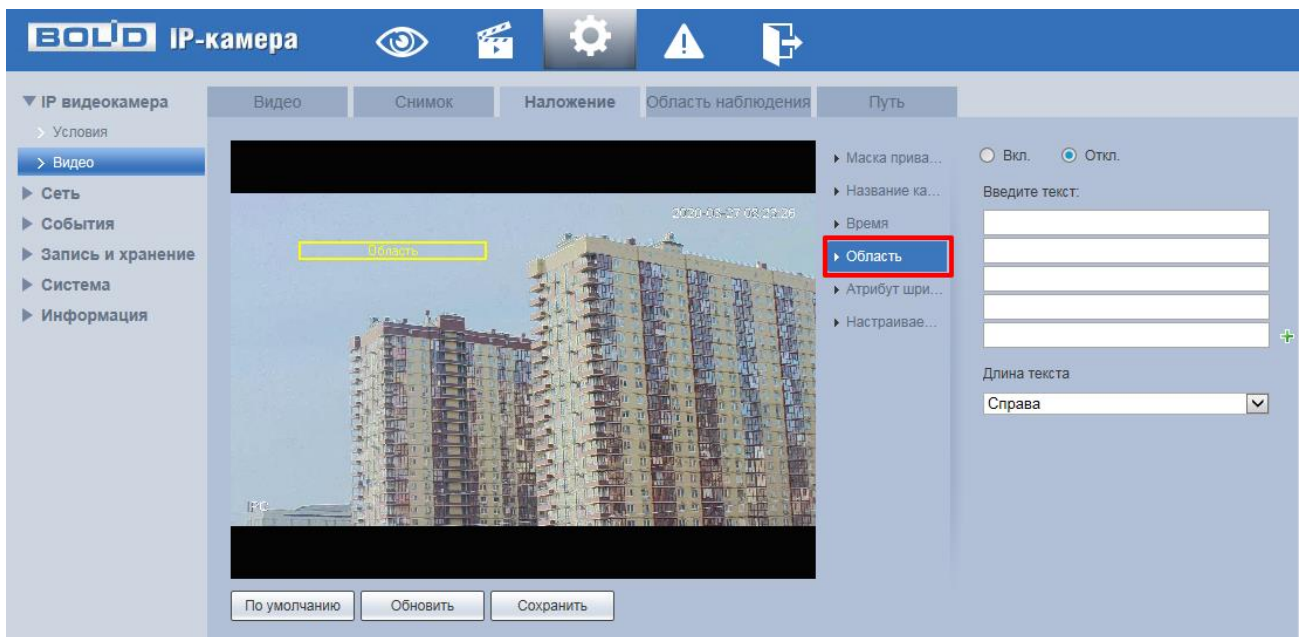 BOLID IP-камера
IP видеокамера
Условия
Видео
Сеть
События
Запись и хранение
Система
Информация
Видео Снимок Наложение Область наблюдения Путь
Область
IPC
Маска прива...
Название ка...
Время
Область
Атрибут шри...
Настраивае...
Вкл. Откл.
Введите текст:
Длина текста
Справа
По умолчанию Обновить Сохранить